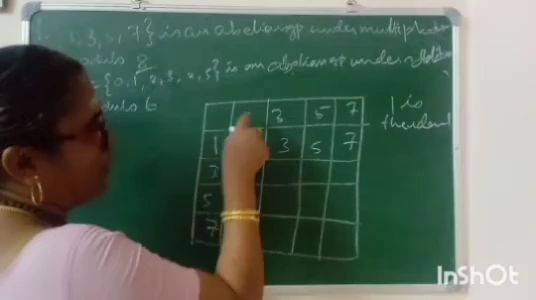 3, 5, 7} is an abelian gp under multiplication
modulo 8
= {0, 1, 2, 3, 4, 5} is an abelian gp under addition
modulo 6
3 5 7
1 3 5 7
3
5
7
1 is
the ident
InShOt